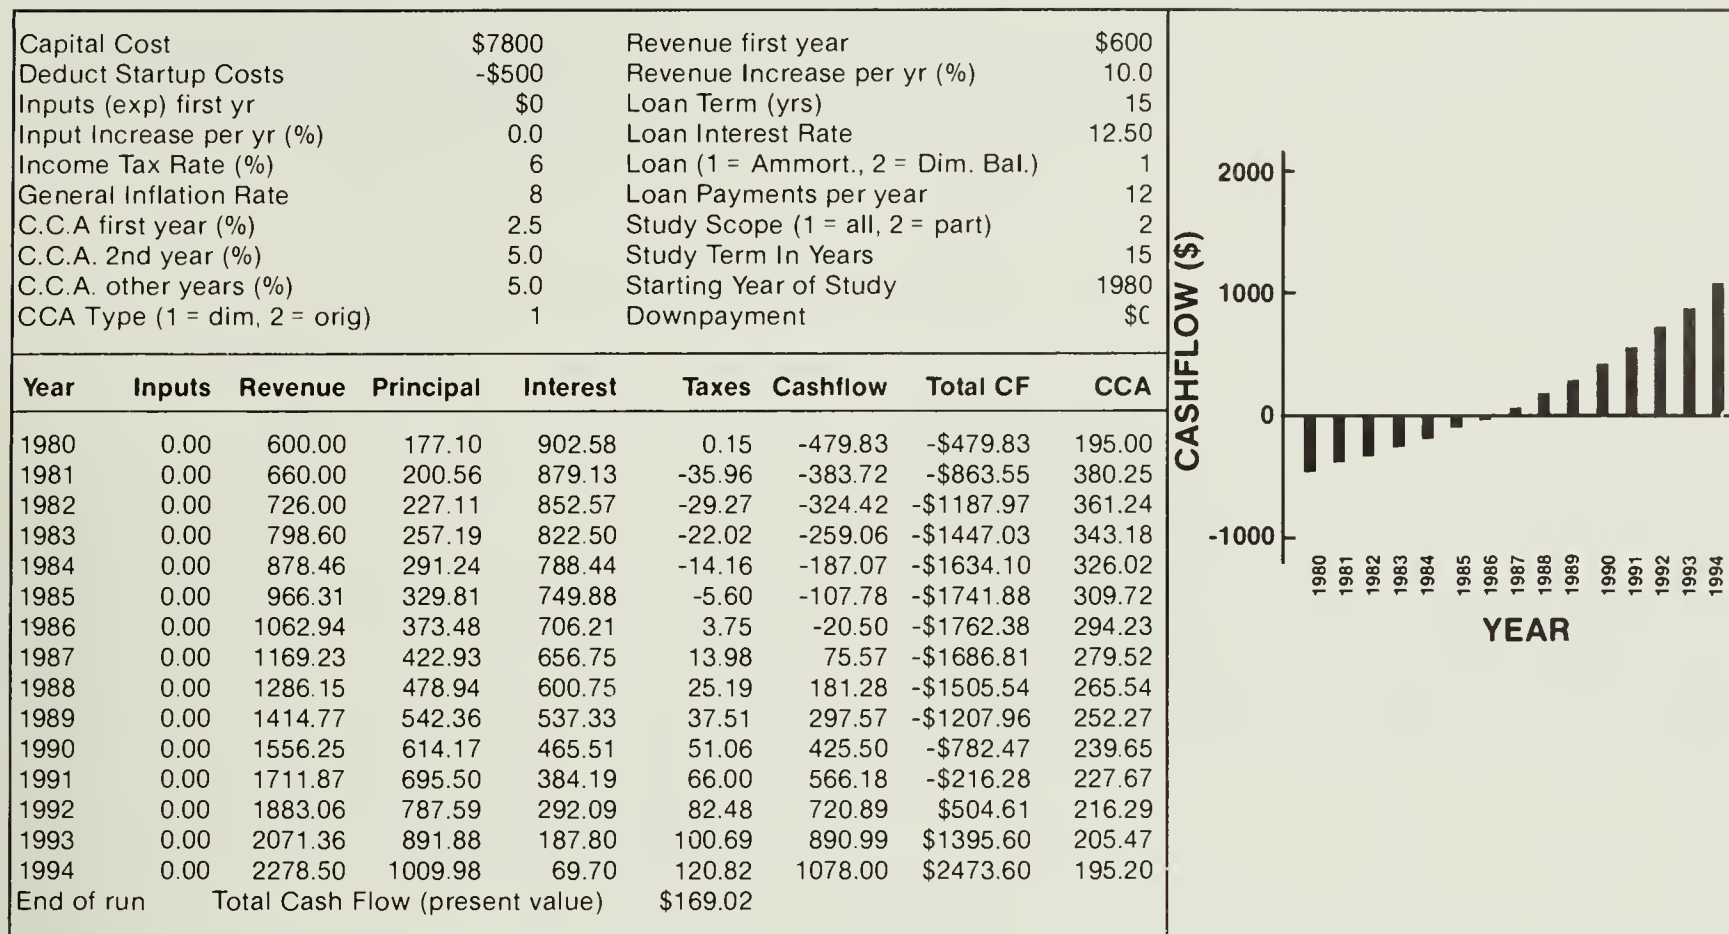 Capital Cost $7800 Revenue first year $600
Deduct Startup Costs -$500 Revenue Increase per yr (%) 10.0
Inputs (exp) first yr $0 Loan Term (yrs) 15
Input Increase per yr (%) 0.0 Loan Interest Rate 12.50
Income Tax Rate (%) 6 Loan (1 = Ammort., 2 = Dim. Bal.) 1
General Inflation Rate 8 Loan Payments per year 12
C.C.A first year (%) 2.5 Study Scope (1 = all, 2 = part) 2
C.C.A. 2nd year (%) 5.0 Study Term In Years 15
C.C.A. other years (%) 5.0 Starting Year of Study 1980
CCA Type (1 = dim, 2 = orig) 1 Downpayment $0
Year Inputs Revenue Principal Interest Taxes Cashflow Total CF CCA
1980 0.00 600.00 177.10 902.58 0.15 -479.83 -$479.83 195.00
1981 0.00 660.00 200.56 879.13 -35.96 -383.72 -$863.55 380.25
1982 0.00 726.00 227.11 852.57 -29.27 -324.42 -$1187.97 361.24
1983 0.00 798.60 257.19 822.50 -22.02 -259.06 -$1447.03 343.18
1984 0.00 878.46 291.24 788.44 -14.16 -187.07 -$1634.10 326.02
1985 0.00 966.31 329.81 749.88 -5.60 -107.78 -$1741.88 309.72
1986 0.00 1062.94 373.48 706.21 3.75 -20.50 -$1762.38 294.23
1987 0.00 1169.23 422.93 656.75 13.98 75.57 -$1686.81 279.52
1988 0.00 1286.15 478.94 600.75 25.19 181.28 -$1505.54 265.54
1989 0.00 1414.77 542.36 537.33 37.51 297.57 -$1207.96 252.27
1990 0.00 1556.25 614.17 465.51 51.06 425.50 -$782.47 239.65
1991 0.00 1711.87 695.50 384.19 66.00 566.18 -$216.28 227.67
1992 0.00 1883.06 787.59 292.09 82.48 720.89 $504.61 216.29
1993 0.00 2071.36 891.88 187.80 100.69 890.99 $1395.60 205.47
1994 0.00 2278.50 1009.98 69.70 120.82 1078.00 $2473.60 195.20
End of run Total Cash Flow (present value) $169.02
CASHFLOW ($)
2000
1000
0
-1000
1980 1981 1982 1983 1984 1985 1986 1987 1988 1989 1990 1991 1992 1993 1994
YEAR